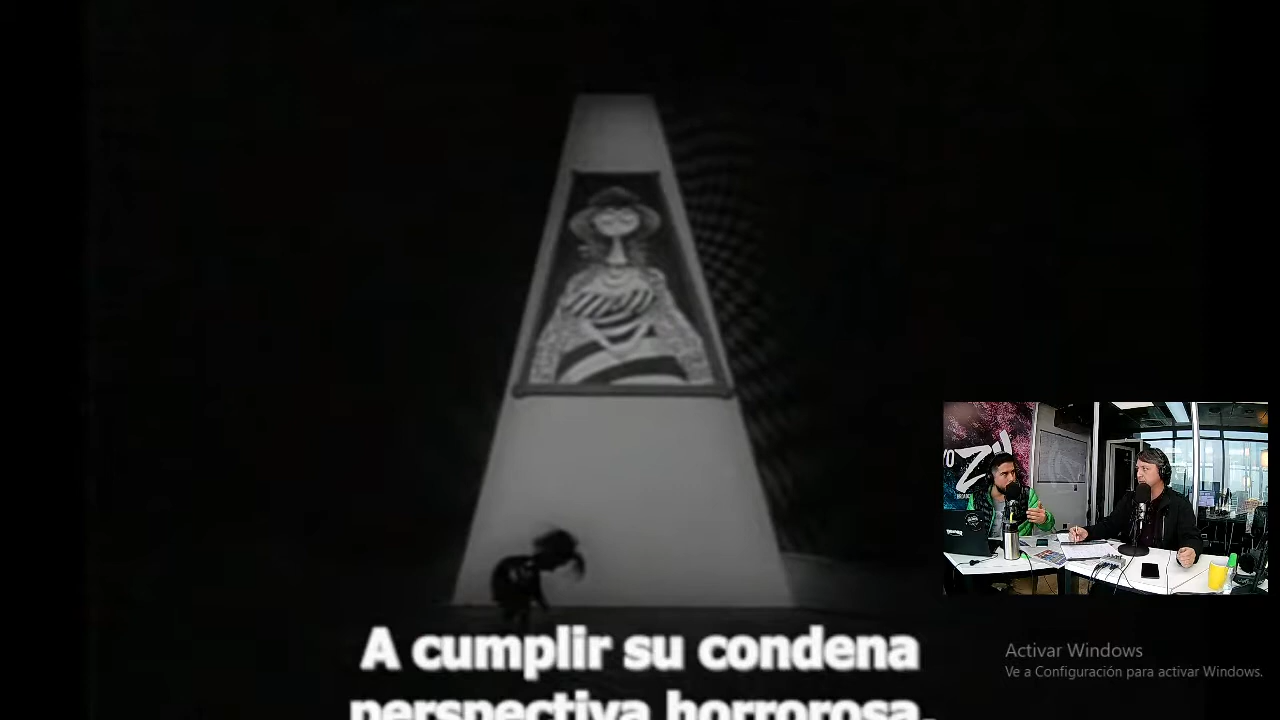 A cumplir su condena
perspectiva horrorosa.
Activar Windows
Ve a Configuración para activar Windows.